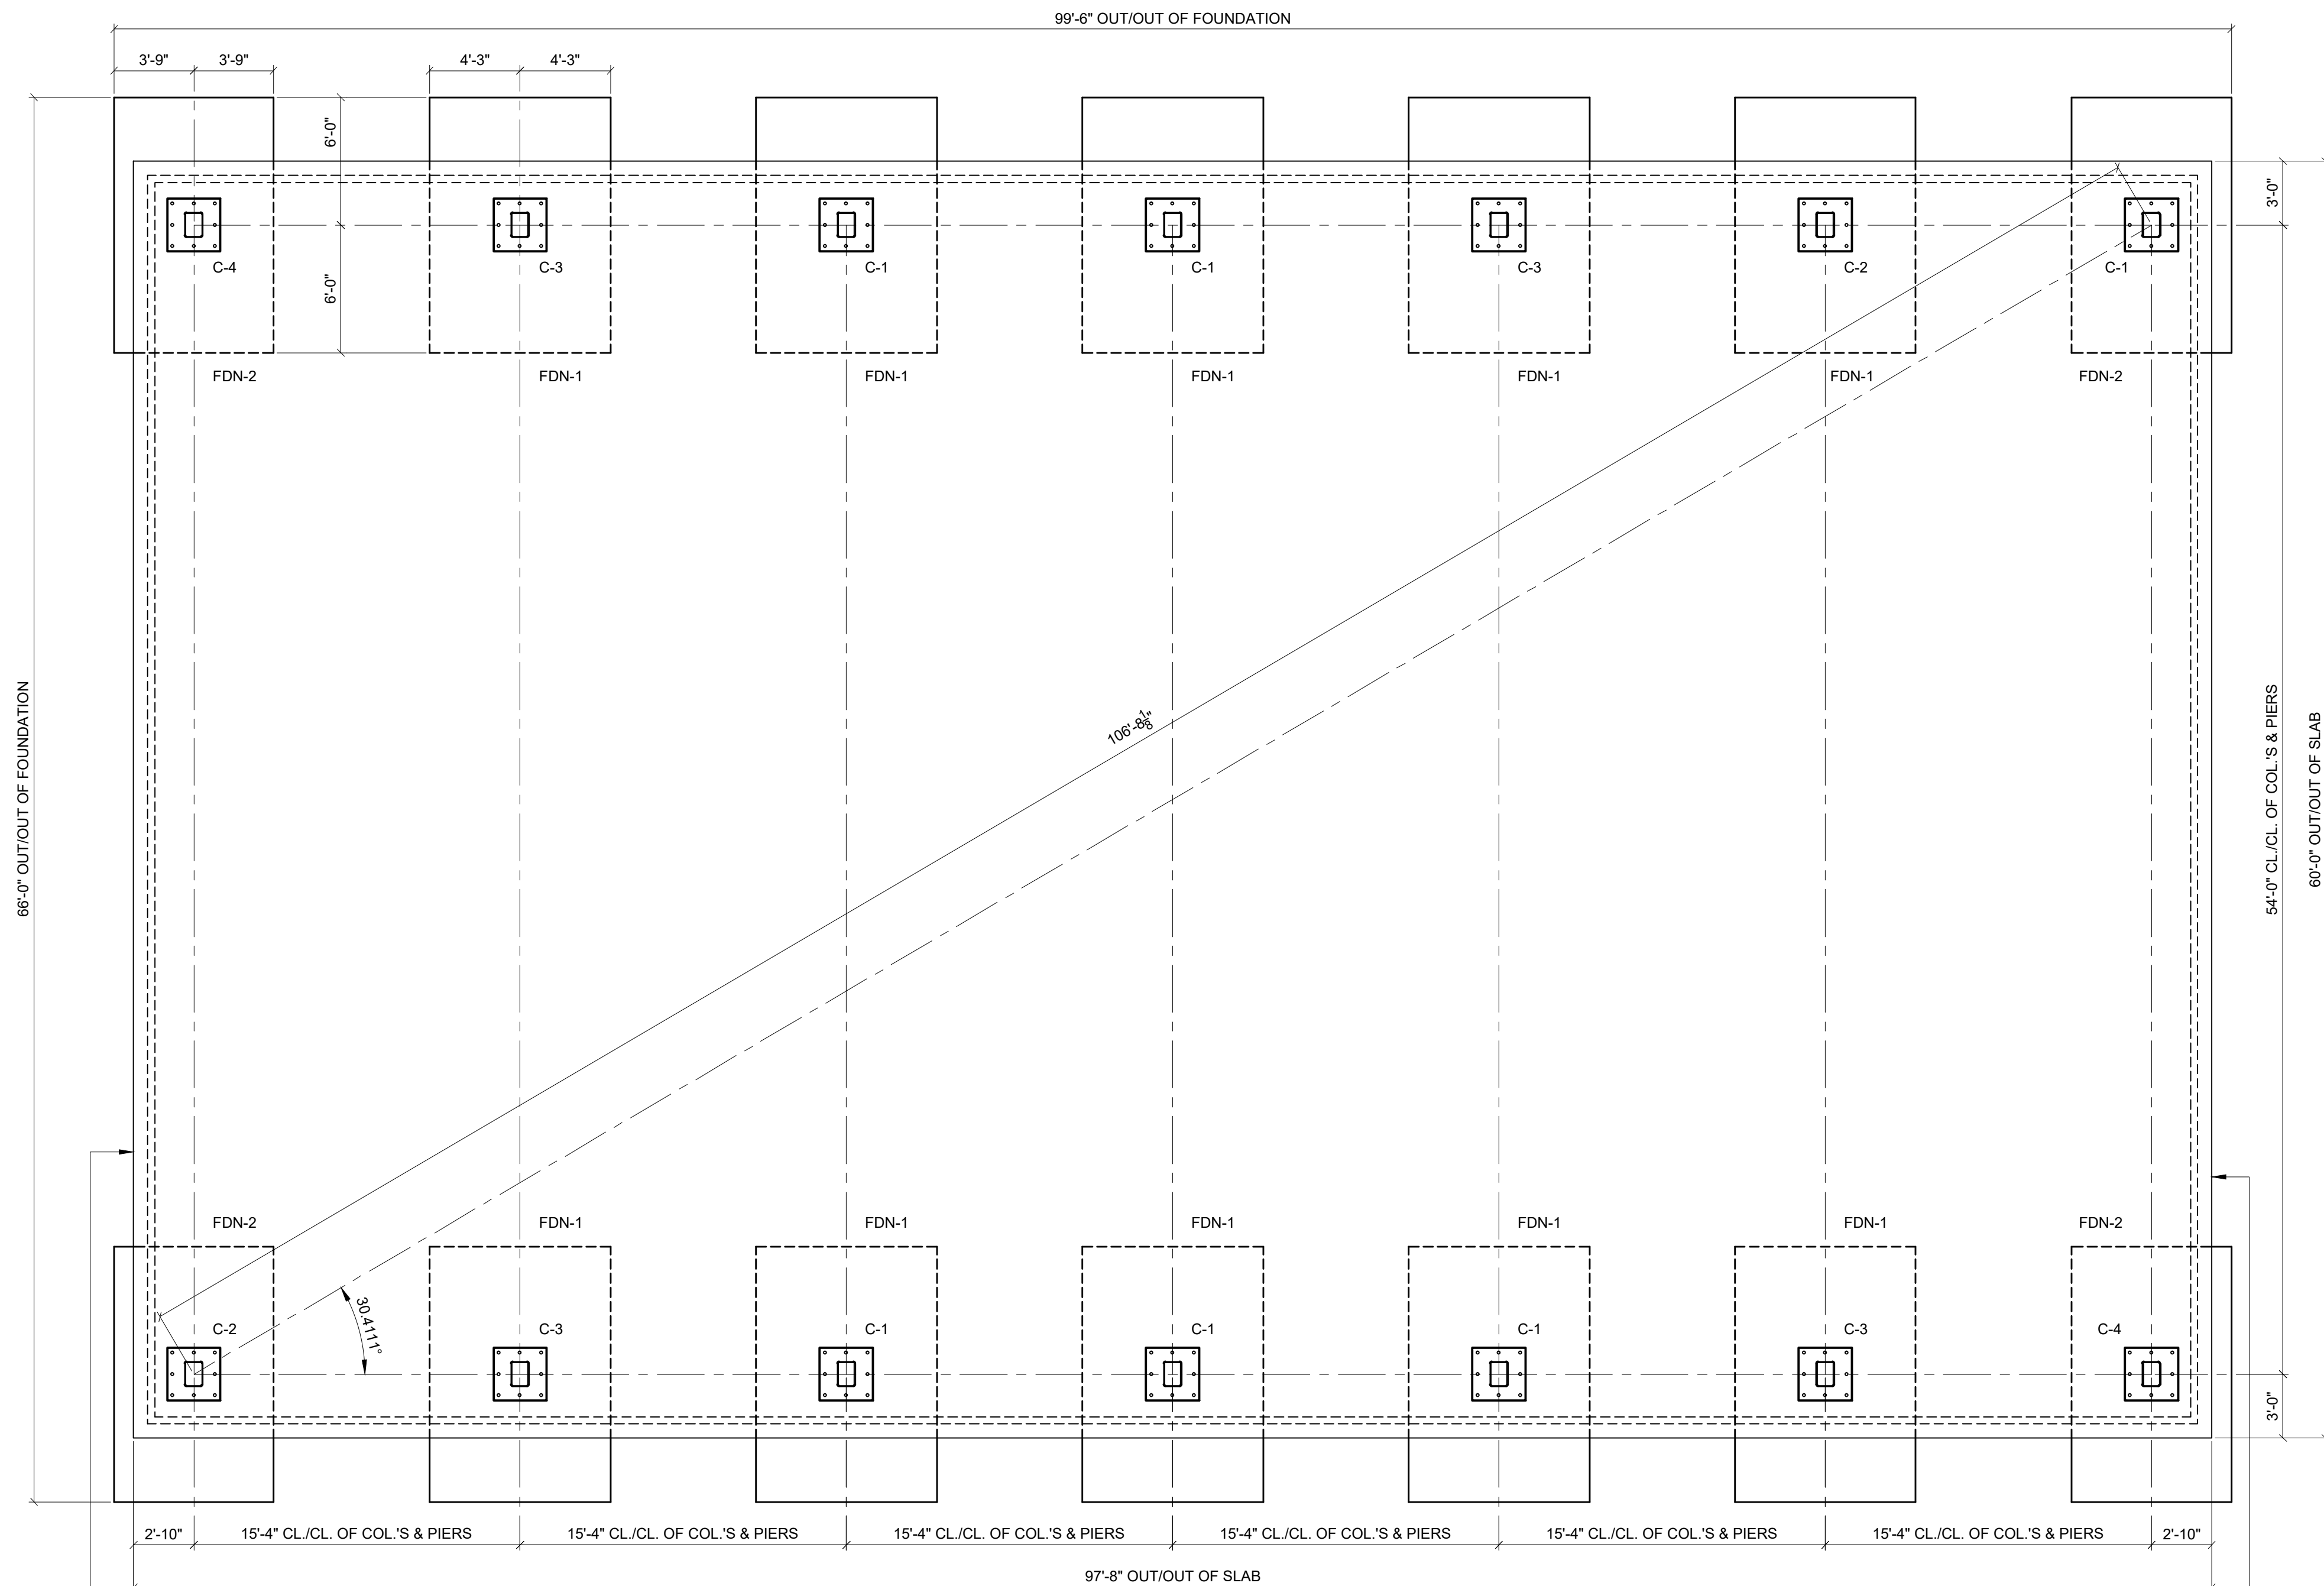 99'-6" OUT/OUT OF FOUNDATION
3'-9"
3'-9"
4'-3"
4'-3"
6'-0"
3'-0"
C-4
C-3
C-1
C-1
C-3
C-2
C-1
6'-0"
FDN-2
FDN-1
FDN-1
FDN-1
FDN-1
FDN-1
FDN-2
66'-0" OUT/OUT OF FOUNDATION
106'-8 1/8"
54'-0" CL./CL. OF COL.'S & PIERS
60'-0" OUT/OUT OF SLAB
FDN-2
FDN-1
FDN-1
FDN-1
FDN-1
FDN-1
FDN-2
30.4111°
C-2
C-3
C-1
C-1
C-1
C-3
C-4
3'-0"
2'-10"
15'-4" CL./CL. OF COL.'S & PIERS
15'-4" CL./CL. OF COL.'S & PIERS
15'-4" CL./CL. OF COL.'S & PIERS
15'-4" CL./CL. OF COL.'S & PIERS
15'-4" CL./CL. OF COL.'S & PIERS
15'-4" CL./CL. OF COL.'S & PIERS
2'-10"
97'-8" OUT/OUT OF SLAB